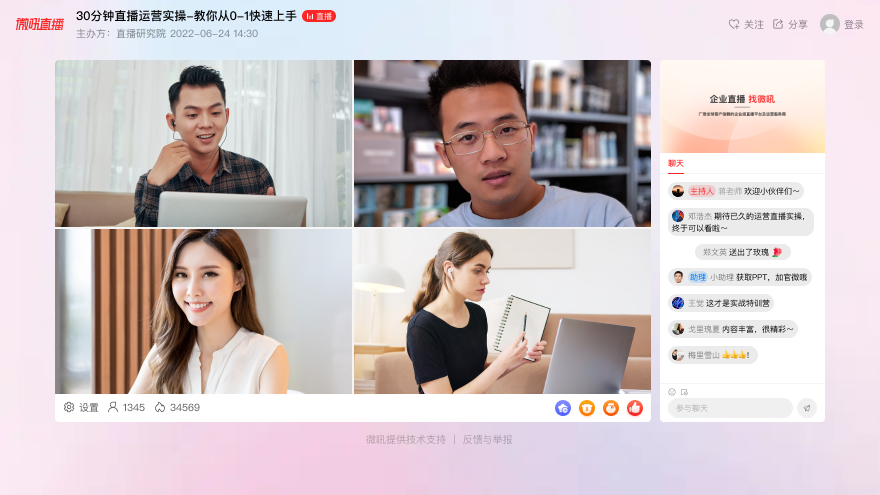 微吼直播
30分钟直播运营实操-教你从0-1快速上手 直播
主办方：直播研究院 2022-06-24 14:30
关注 分享 登录
企业直播 找微吼
聊天
主持人 蒋老师 欢迎小伙伴们～
邓浩杰 期待已久的运营直播实操，
终于可以看啦～
郑文英 送出了玫瑰 🌹
助理 小助理 获取PPT，加官微哦
王觉 这才是实战特训营
戈里瑰夏 内容丰富，很精彩～
梅里雪山 👍👍👍!
参与聊天
设置 1345 34569
微吼提供技术支持 | 反馈与举报